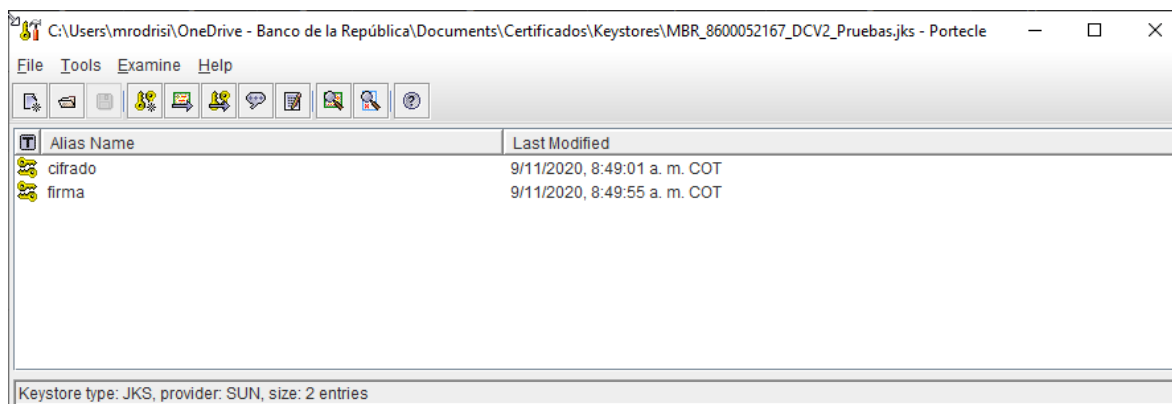 C:\Users\mrodrisi\OneDrive - Banco de la República\Documents\Certificados\Keystores\MBR_8600052167_DCV2_Pruebas.jks - Portecle
File Tools Examine Help
T Alias Name Last Modified
cifrado 9/11/2020, 8:49:01 a. m. COT
firma 9/11/2020, 8:49:55 a. m. COT
Keystore type: JKS, provider: SUN, size: 2 entries